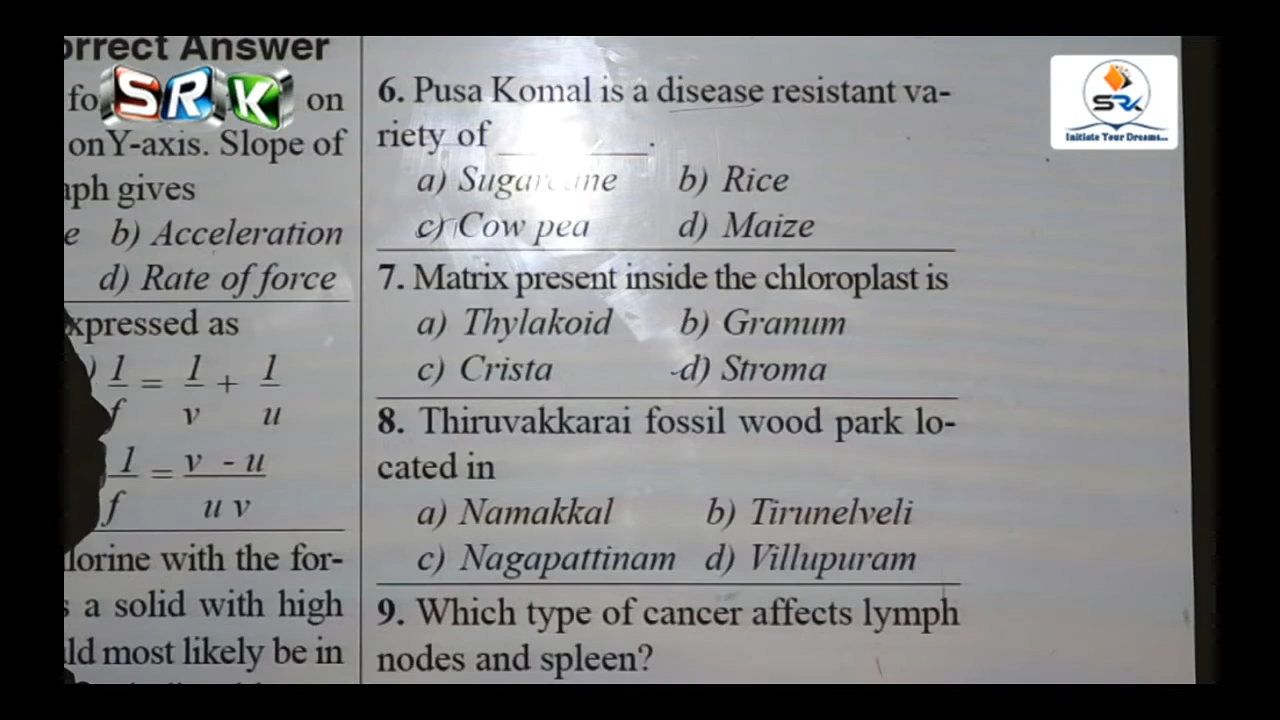 orrect Answer
fo SRK on
onY-axis. Slope of
aph gives
e b) Acceleration
d) Rate of force
xpressed as
) 1 = 1 + 1
f v u
1 = v - u
f u v
lorine with the for-
s a solid with high
ld most likely be in
6. Pusa Komal is a disease resistant va-
riety of ________.
a) Sugarcane b) Rice
c) Cow pea d) Maize
7. Matrix present inside the chloroplast is
a) Thylakoid b) Granum
c) Crista d) Stroma
8. Thiruvakkarai fossil wood park lo-
cated in
a) Namakkal b) Tirunelveli
c) Nagapattinam d) Villupuram
9. Which type of cancer affects lymph
nodes and spleen?
SRK
Initiate Your Dreams...